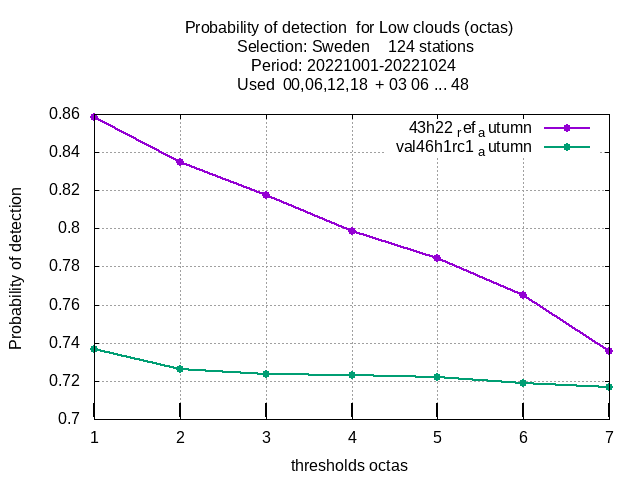 Probability of detection  for Low clouds (octas)
Selection: Sweden    124 stations
Period: 20221001-20221024
Used  00,06,12,18  + 03 06 ... 48
0.86
0.84
0.82
0.8
0.78
0.76
0.74
0.72
0.7
Probability of detection
43h22 ref autumn
val46h1rc1 autumn
1 2 3 4 5 6 7
thresholds octas